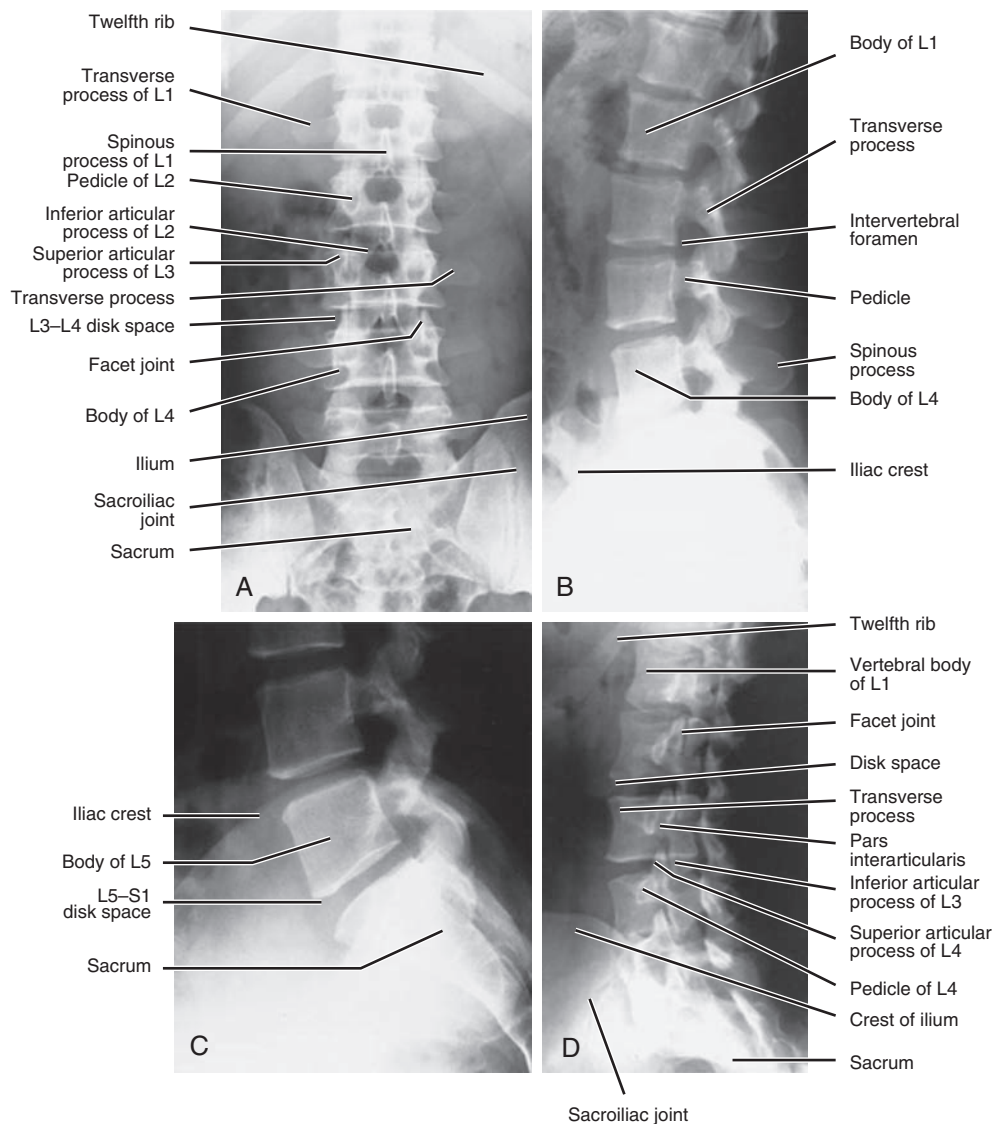 Twelfth rib
Transverse
process of L1
Spinous
process of L1
Pedicle of L2
Inferior articular
process of L2
Superior articular
process of L3
Transverse process
L3–L4 disk space
Facet joint
Body of L4
Ilium
Sacroiliac
joint
Sacrum
A
Body of L1
Transverse
process
Intervertebral
foramen
Pedicle
Spinous
process
Body of L4
Iliac crest
B
Iliac crest
Body of L5
L5–S1
disk space
Sacrum
C
Twelfth rib
Vertebral body
of L1
Facet joint
Disk space
Transverse
process
Pars
interarticularis
Inferior articular
process of L3
Superior articular
process of L4
Pedicle of L4
Crest of ilium
Sacrum
D
Sacroiliac joint